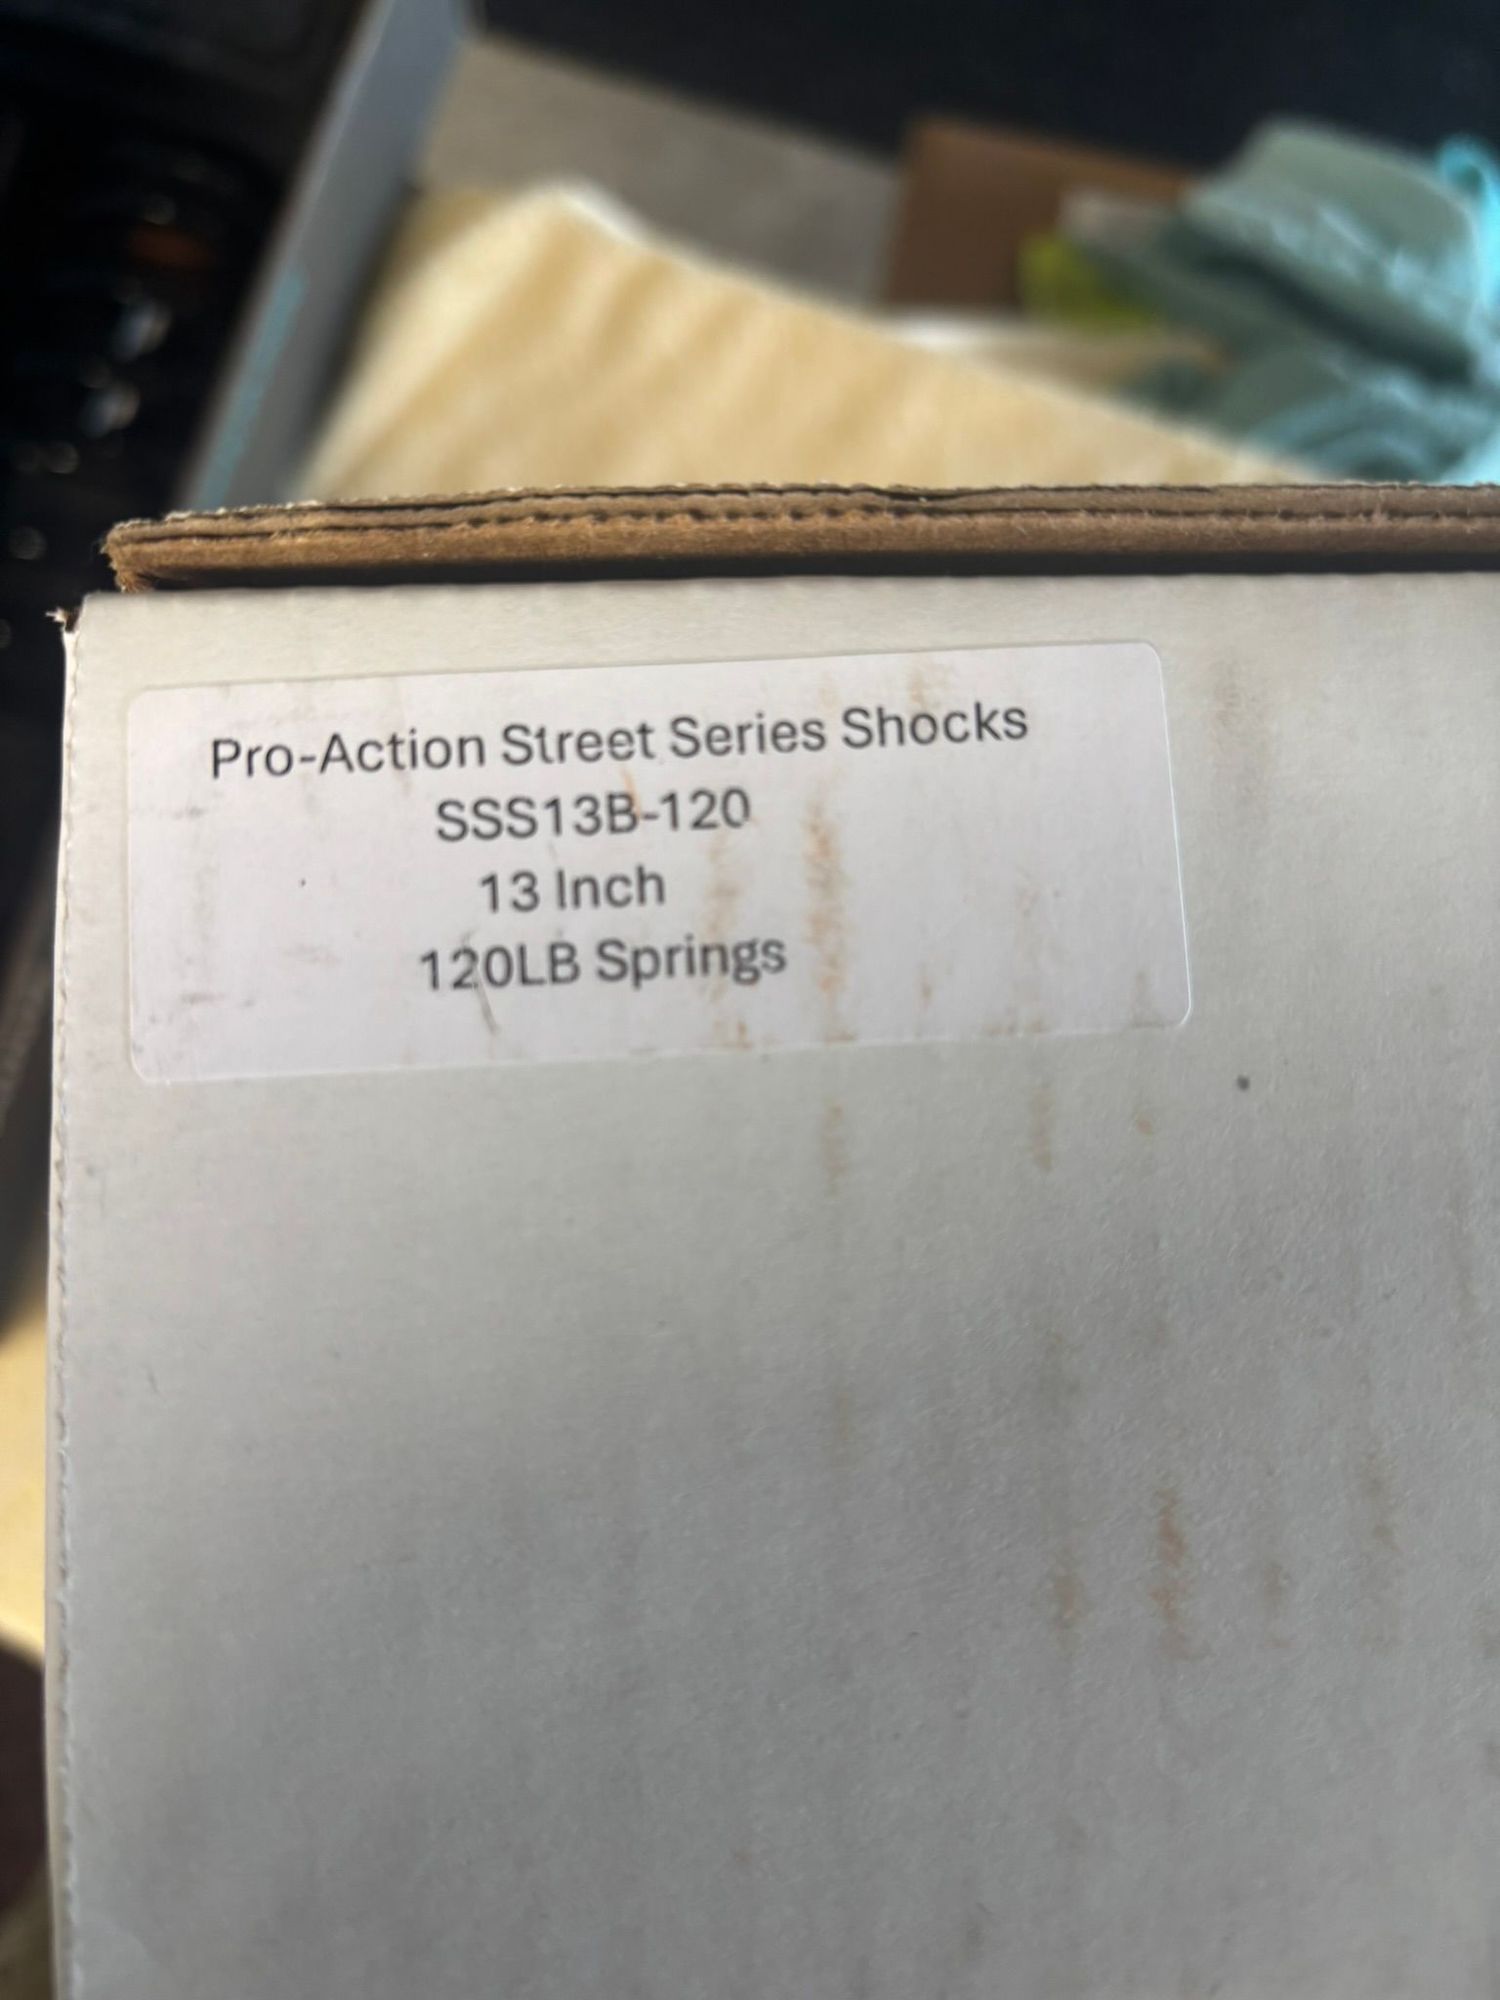 Pro-Action Street Series Shocks
SSS13B-120
13 Inch
120LB Springs